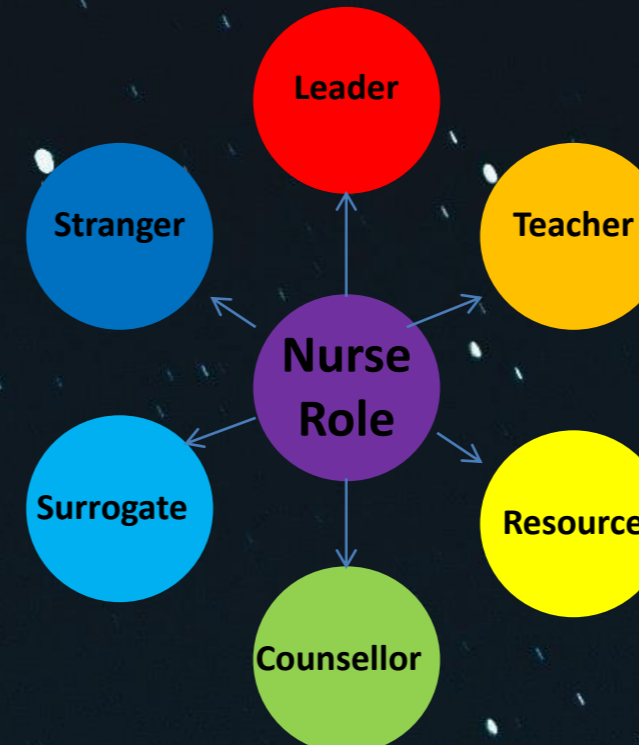 Leader
Stranger
Teacher
Nurse
Role
Surrogate
Resource
Counsellor